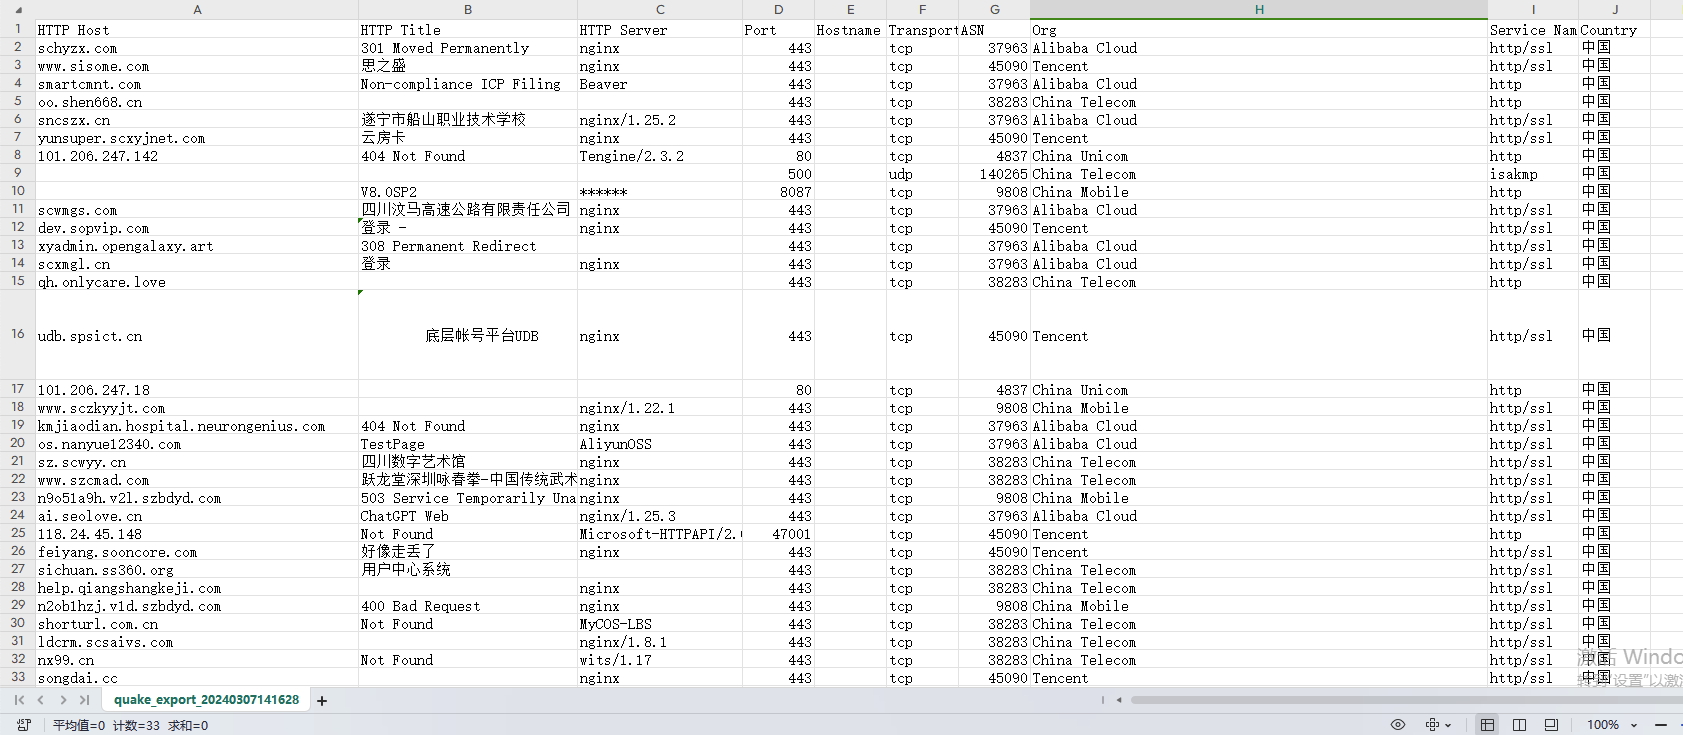 A B C D E F G H I J
1 HTTP Host HTTP Title HTTP Server Port Hostname Transport ASN Org Service Nam Country
2 schyzx.com 301 Moved Permanently nginx 443 tcp 37963 Alibaba Cloud http/ssl 中国
3 www.sisome.com 思之盛 nginx 443 tcp 45090 Tencent http/ssl 中国
4 smartcmnt.com Non-compliance ICP Filing Beaver 443 tcp 37963 Alibaba Cloud http 中国
5 oo.shen668.cn 443 tcp 38283 China Telecom http 中国
6 sncszx.cn 遂宁市船山职业技术学校 nginx/1.25.2 443 tcp 37963 Alibaba Cloud http/ssl 中国
7 yunsuper.scxyjnet.com 云房卡 nginx 443 tcp 45090 Tencent http/ssl 中国
8 101.206.247.142 404 Not Found Tengine/2.3.2 80 tcp 4837 China Unicom http 中国
9 500 udp 140265 China Telecom isakmp 中国
10 V8.0SP2 ****** 8087 tcp 9808 China Mobile http 中国
11 scwmgs.com 四川汶马高速公路有限责任公司 nginx 443 tcp 37963 Alibaba Cloud http/ssl 中国
12 dev.sopvip.com 登录 - nginx 443 tcp 45090 Tencent http/ssl 中国
13 xyadmin.opengalaxy.art 308 Permanent Redirect 443 tcp 37963 Alibaba Cloud http/ssl 中国
14 scxmgl.cn 登录 nginx 443 tcp 37963 Alibaba Cloud http/ssl 中国
15 qh.onlycare.love 443 tcp 38283 China Telecom http 中国
16 udb.spsict.cn 底层帐号平台UDB nginx 443 tcp 45090 Tencent http/ssl 中国
17 101.206.247.18 80 tcp 4837 China Unicom http 中国
18 www.sczkyyjt.com nginx/1.22.1 443 tcp 9808 China Mobile http/ssl 中国
19 kmjiaodian.hospital.neurongenius.com 404 Not Found nginx 443 tcp 37963 Alibaba Cloud http/ssl 中国
20 os.nanyue12340.com TestPage AliyunOSS 443 tcp 37963 Alibaba Cloud http/ssl 中国
21 sz.scwyy.cn 四川数字艺术馆 nginx 443 tcp 38283 China Telecom http/ssl 中国
22 www.szcmad.com 跃龙堂深圳咏春拳-中国传统武术 nginx 443 tcp 38283 China Telecom http/ssl 中国
23 n9o51a9h.v2l.szbdyd.com 503 Service Temporarily Una nginx 443 tcp 9808 China Mobile http/ssl 中国
24 ai.seolove.cn ChatGPT Web nginx/1.25.3 443 tcp 37963 Alibaba Cloud http/ssl 中国
25 118.24.45.148 Not Found Microsoft-HTTPAPI/2. 47001 tcp 45090 Tencent http 中国
26 feiyang.sooncore.com 好像走丢了 nginx 443 tcp 45090 Tencent http/ssl 中国
27 sichuan.ss360.org 用户中心系统 443 tcp 38283 China Telecom http/ssl 中国
28 help.qiangshangkeji.com nginx 443 tcp 38283 China Telecom http/ssl 中国
29 n2ob1hzj.v1d.szbdyd.com 400 Bad Request nginx 443 tcp 9808 China Mobile http/ssl 中国
30 shorturl.com.cn Not Found MyCOS-LBS 443 tcp 38283 China Telecom http/ssl 中国
31 ldcrm.scsaivs.com nginx/1.8.1 443 tcp 38283 China Telecom http/ssl 中国
32 nx99.cn Not Found wits/1.17 443 tcp 38283 China Telecom http/ssl 中国
33 songdai.cc nginx 443 tcp 45090 Tencent http/ssl 中国
激活 Windo
转到"设置"以激
quake_export_20240307141628 +
平均值=0 计数=33 求和=0 100%